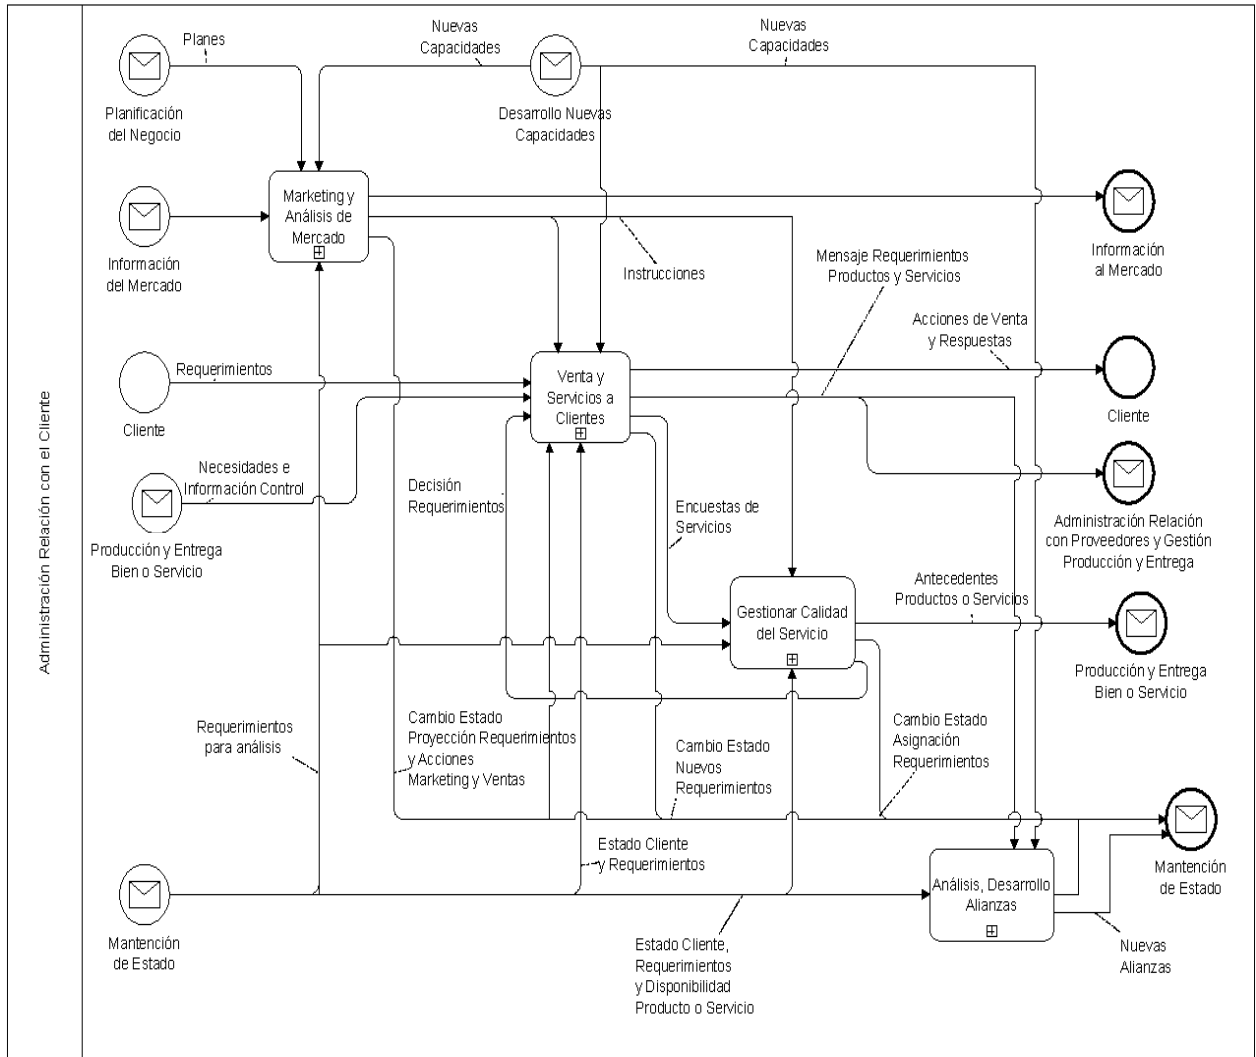 Administración Relación con el Cliente
Planes
Nuevas
Capacidades
Nuevas
Capacidades
Planificación
del Negocio
Desarrollo Nuevas
Capacidades
Marketing y
Análisis de
Mercado
Información
del Mercado
Información
al Mercado
Instrucciones
Mensaje Requerimientos
Productos y Servicios
Acciones de Venta
y Respuestas
Requerimientos
Cliente
Venta y
Servicios a
Clientes
Cliente
Necesidades e
Información Control
Decisión
Requerimientos
Encuestas de
Servicios
Producción y Entrega
Bien o Servicio
Administración Relación
con Proveedores y Gestión
Producción y Entrega
Gestionar Calidad
del Servicio
Antecedentes
Productos o Servicios
Producción y Entrega
Bien o Servicio
Requerimientos
para análisis
Cambio Estado
Proyección Requerimientos
y Acciones
Marketing y Ventas
Cambio Estado
Nuevos
Requerimientos
Cambio Estado
Asignación
Requerimientos
Estado Cliente
y Requerimientos
Mantención
de Estado
Análisis, Desarrollo
Alianzas
Mantención
de Estado
Estado Cliente,
Requerimientos
y Disponibilidad
Producto o Servicio
Nuevas
Alianzas